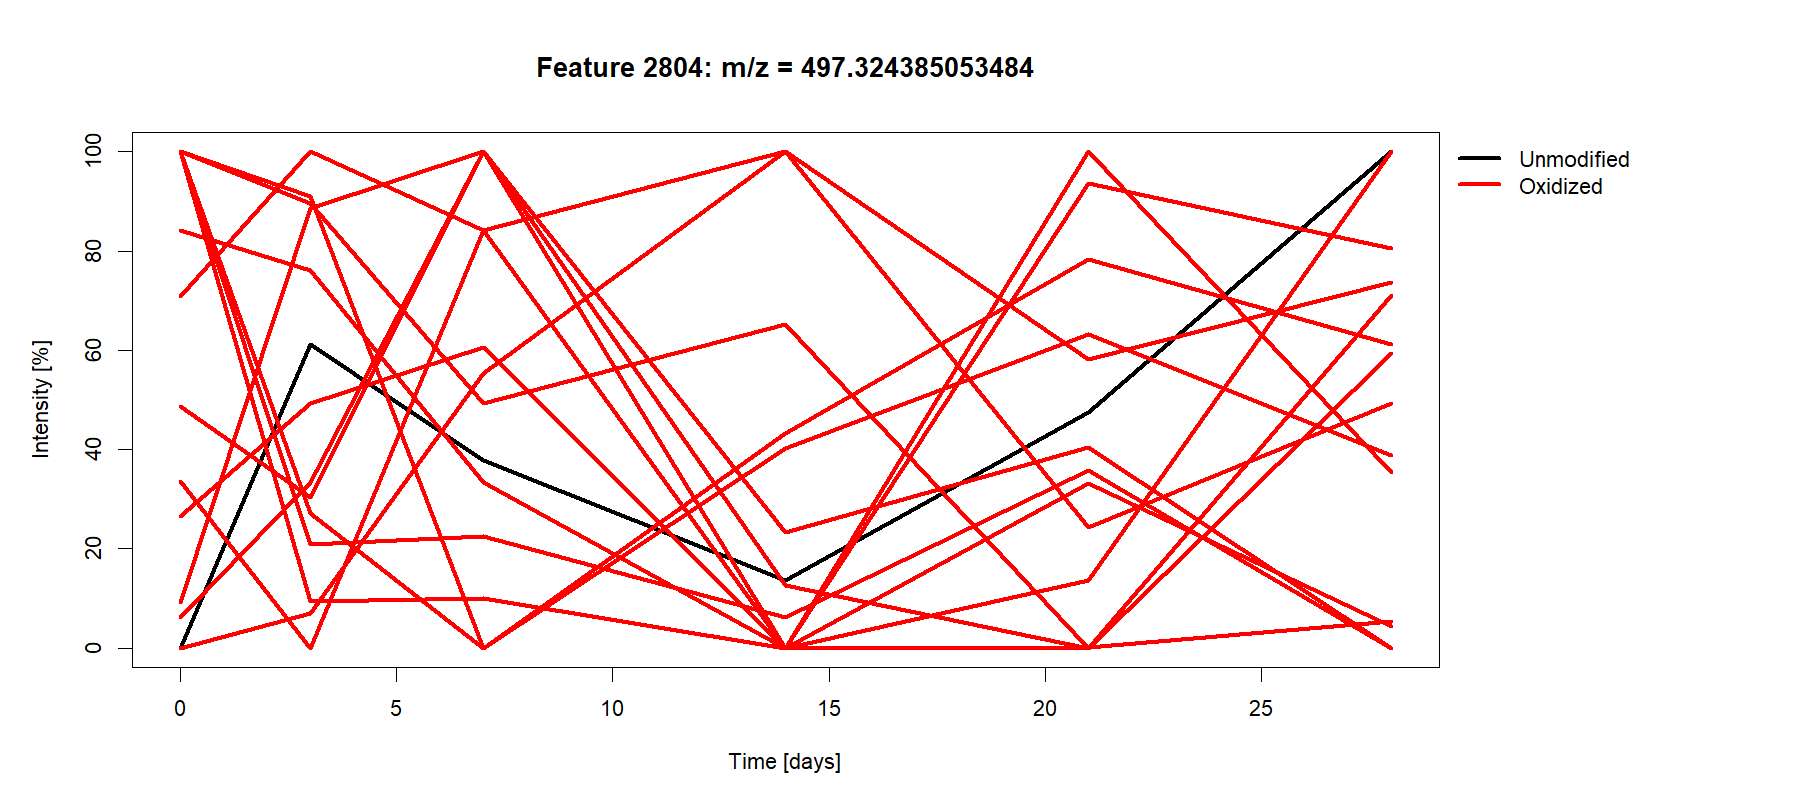 Feature 2804: m/z = 497.324385053484
Unmodified
Oxidized
Intensity [%]
100
80
60
40
20
0
0 5 10 15 20 25
Time [days]